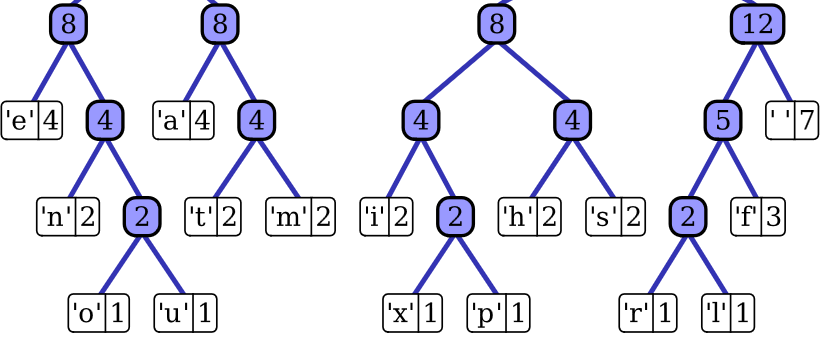 8 8 8 12
'e' 4 4 'a' 4 4 4 4 5 ' ' 7
'n' 2 2 't' 2 'm' 2 'i' 2 2 'h' 2 's' 2 2 'f' 3
'o' 1 'u' 1 'x' 1 'p' 1 'r' 1 'l' 1